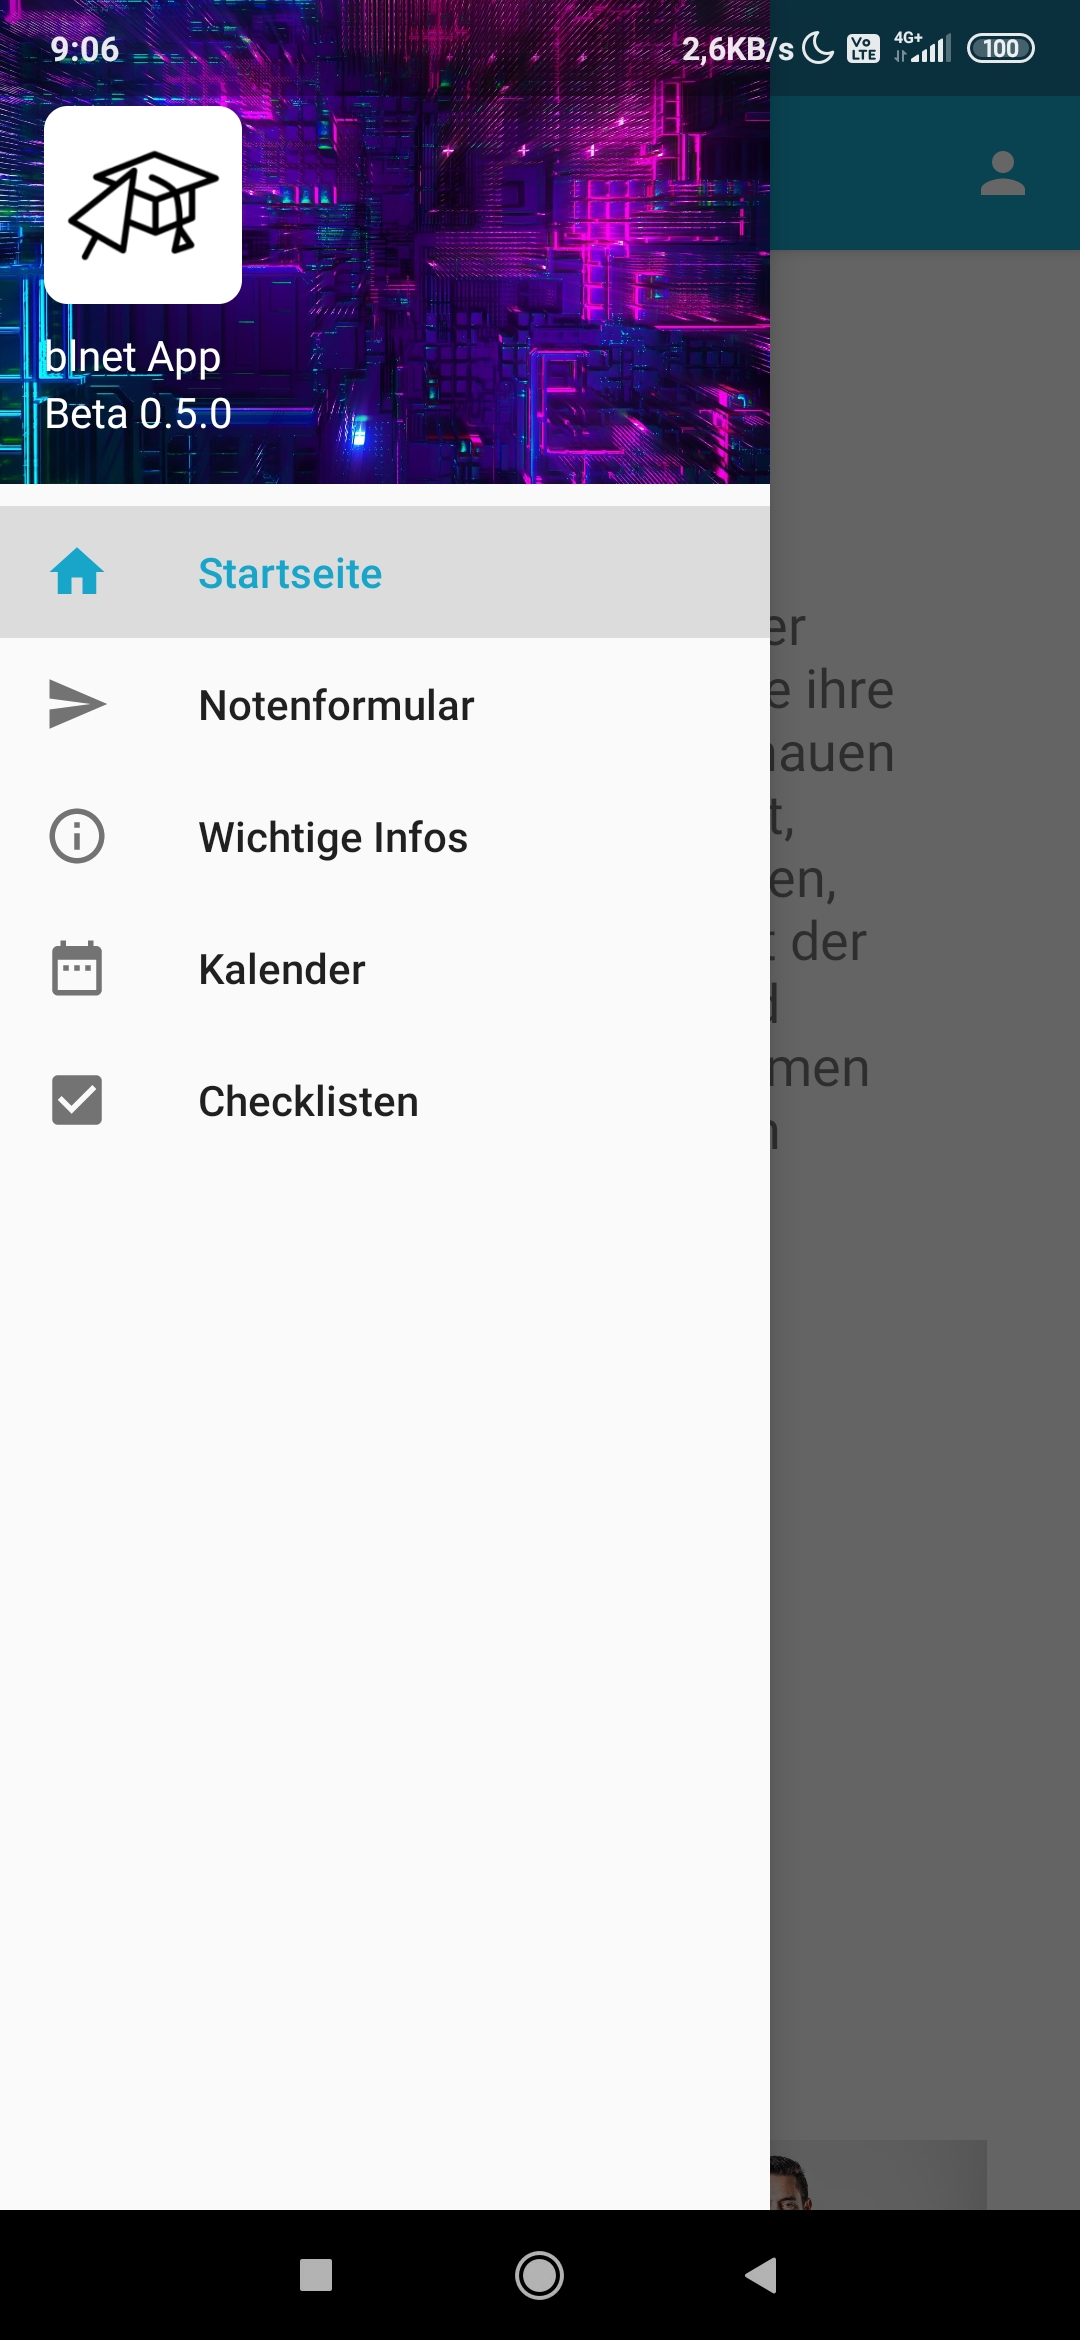 9:06
2,6KB/s
Vo
LTE
4G+
100
blnet App
Beta 0.5.0
Startseite
Notenformular
Wichtige Infos
Kalender
Checklisten
er
e ihre
auen
t,
en,
der
men